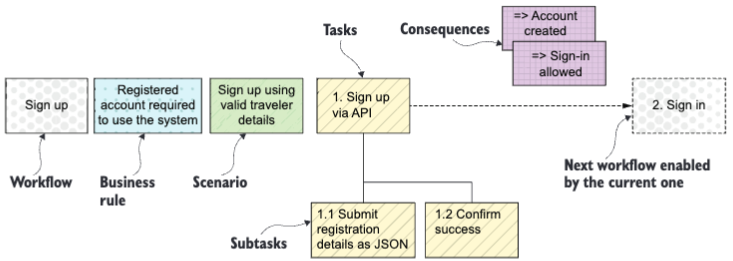 Tasks
Consequences
=> Account
created
=> Sign-in
allowed
Sign up
Registered
account required
to use the system
Sign up using
valid traveler
details
1. Sign up
via API
2. Sign in
Workflow
Business
rule
Scenario
Next workflow enabled
by the current one
Subtasks
1.1 Submit
registration
details as JSON
1.2 Confirm
success